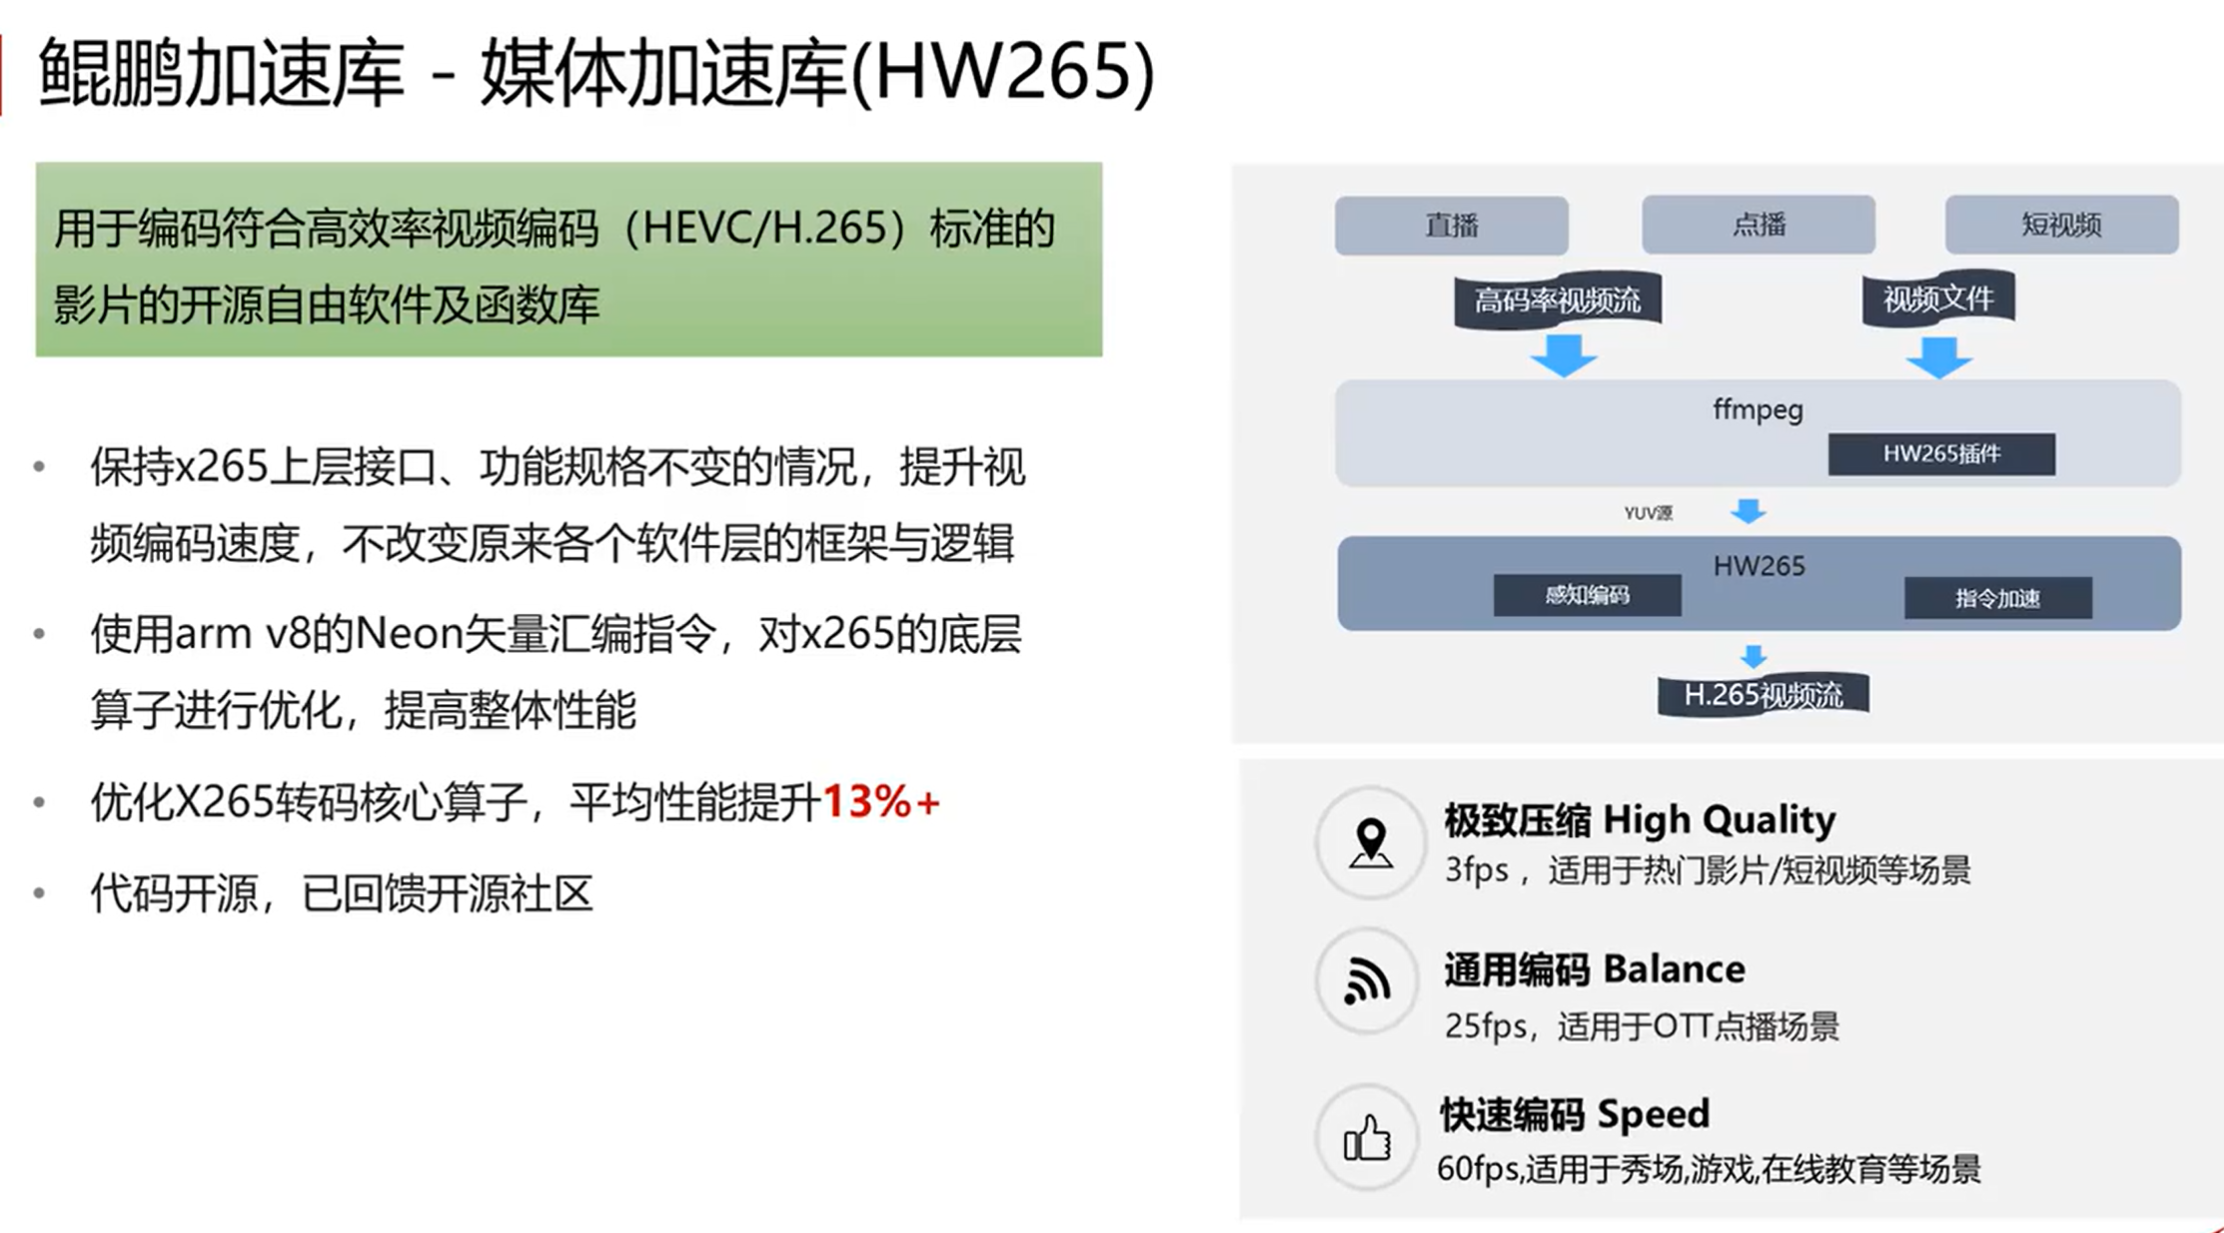 鲲鹏加速库 - 媒体加速库(HW265)
用于编码符合高效率视频编码（HEVC/H.265）标准的
影片的开源自由软件及函数库
• 保持x265上层接口、功能规格不变的情况，提升视
频编码速度，不改变原来各个软件层的框架与逻辑
• 使用arm v8的Neon矢量汇编指令，对x265的底层
算子进行优化，提高整体性能
• 优化X265转码核心算子，平均性能提升13%+
• 代码开源，已回馈开源社区
直播 点播 短视频
高码率视频流 视频文件
ffmpeg
HW265插件
YUV源
HW265
感知编码 指令加速
H.265视频流
极致压缩 High Quality
3fps ，适用于热门影片/短视频等场景
通用编码 Balance
25fps，适用于OTT点播场景
快速编码 Speed
60fps,适用于秀场,游戏,在线教育等场景